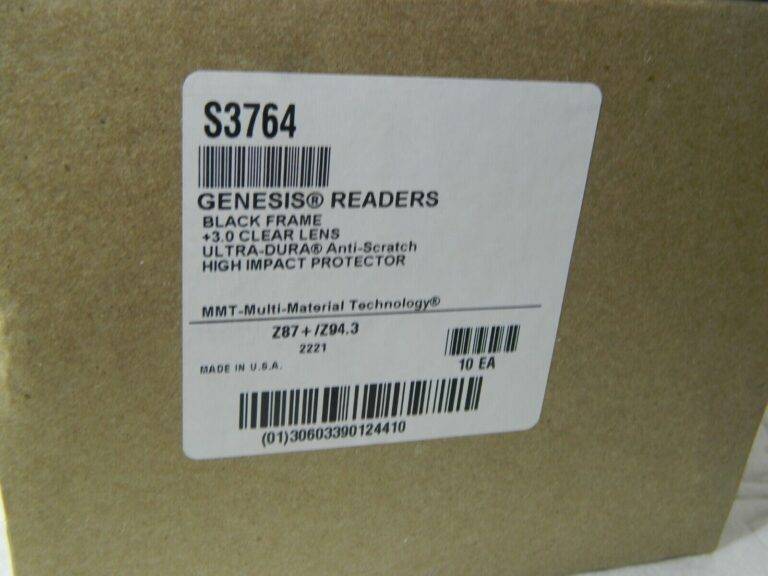 S3764
GENESIS® READERS
BLACK FRAME
+3.0 CLEAR LENS
ULTRA-DURA® Anti-Scratch
HIGH IMPACT PROTECTOR
MMT-Multi-Material Technology®
Z87+/Z94.3
2221
MADE IN U.S.A.
10 EA
(01)30603390124410